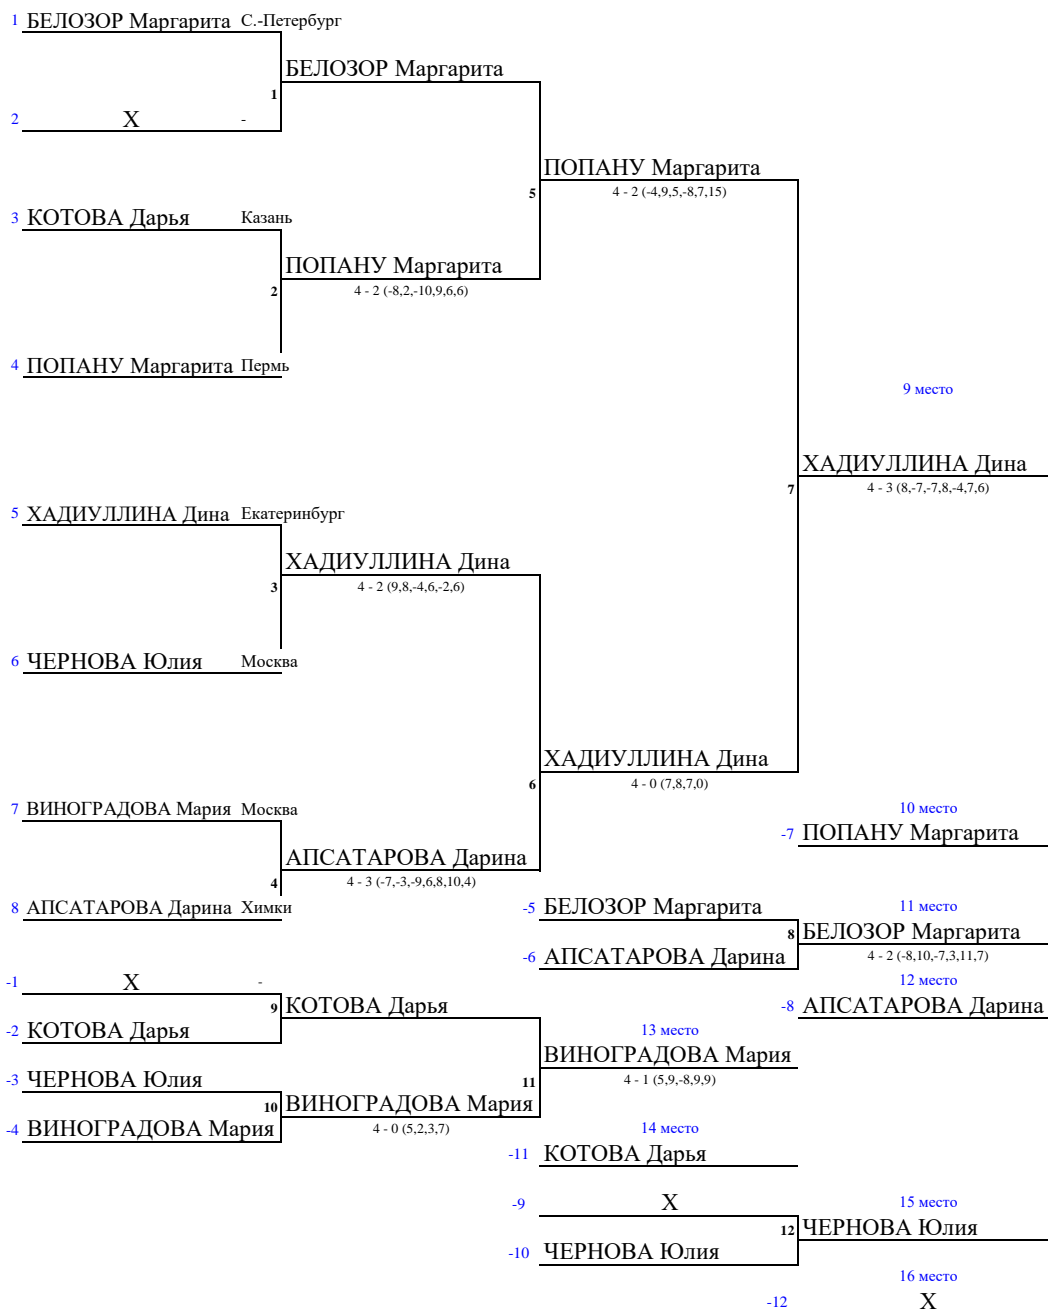 1 БЕЛОЗОР Маргарита С.-Петербург
БЕЛОЗОР Маргарита
1
2 X -
ПОПАНУ Маргарита
5 4 - 2 (-4,9,5,-8,7,15)
3 КОТОВА Дарья Казань
ПОПАНУ Маргарита
2 4 - 2 (-8,2,-10,9,6,6)
4 ПОПАНУ Маргарита Пермь
9 место
ХАДИУЛЛИНА Дина
7 4 - 3 (8,-7,-7,8,-4,7,6)
5 ХАДИУЛЛИНА Дина Екатеринбург
ХАДИУЛЛИНА Дина
3 4 - 2 (9,8,-4,6,-2,6)
6 ЧЕРНОВА Юлия Москва
ХАДИУЛЛИНА Дина
6 4 - 0 (7,8,7,0)
7 ВИНОГРАДОВА Мария Москва
10 место
-7 ПОПАНУ Маргарита
АПСАТАРОВА Дарина
4 4 - 3 (-7,-3,-9,6,8,10,4)
8 АПСАТАРОВА Дарина Химки
-5 БЕЛОЗОР Маргарита
11 место
8 БЕЛОЗОР Маргарита
-6 АПСАТАРОВА Дарина
4 - 2 (-8,10,-7,3,11,7)
-1 X -
12 место
9 КОТОВА Дарья
-8 АПСАТАРОВА Дарина
-2 КОТОВА Дарья
13 место
ВИНОГРАДОВА Мария
-3 ЧЕРНОВА Юлия
11 4 - 1 (5,9,-8,9,9)
10 ВИНОГРАДОВА Мария
-4 ВИНОГРАДОВА Мария
4 - 0 (5,2,3,7)
14 место
-11 КОТОВА Дарья
-9 X
15 место
12 ЧЕРНОВА Юлия
-10 ЧЕРНОВА Юлия
16 место
-12 X